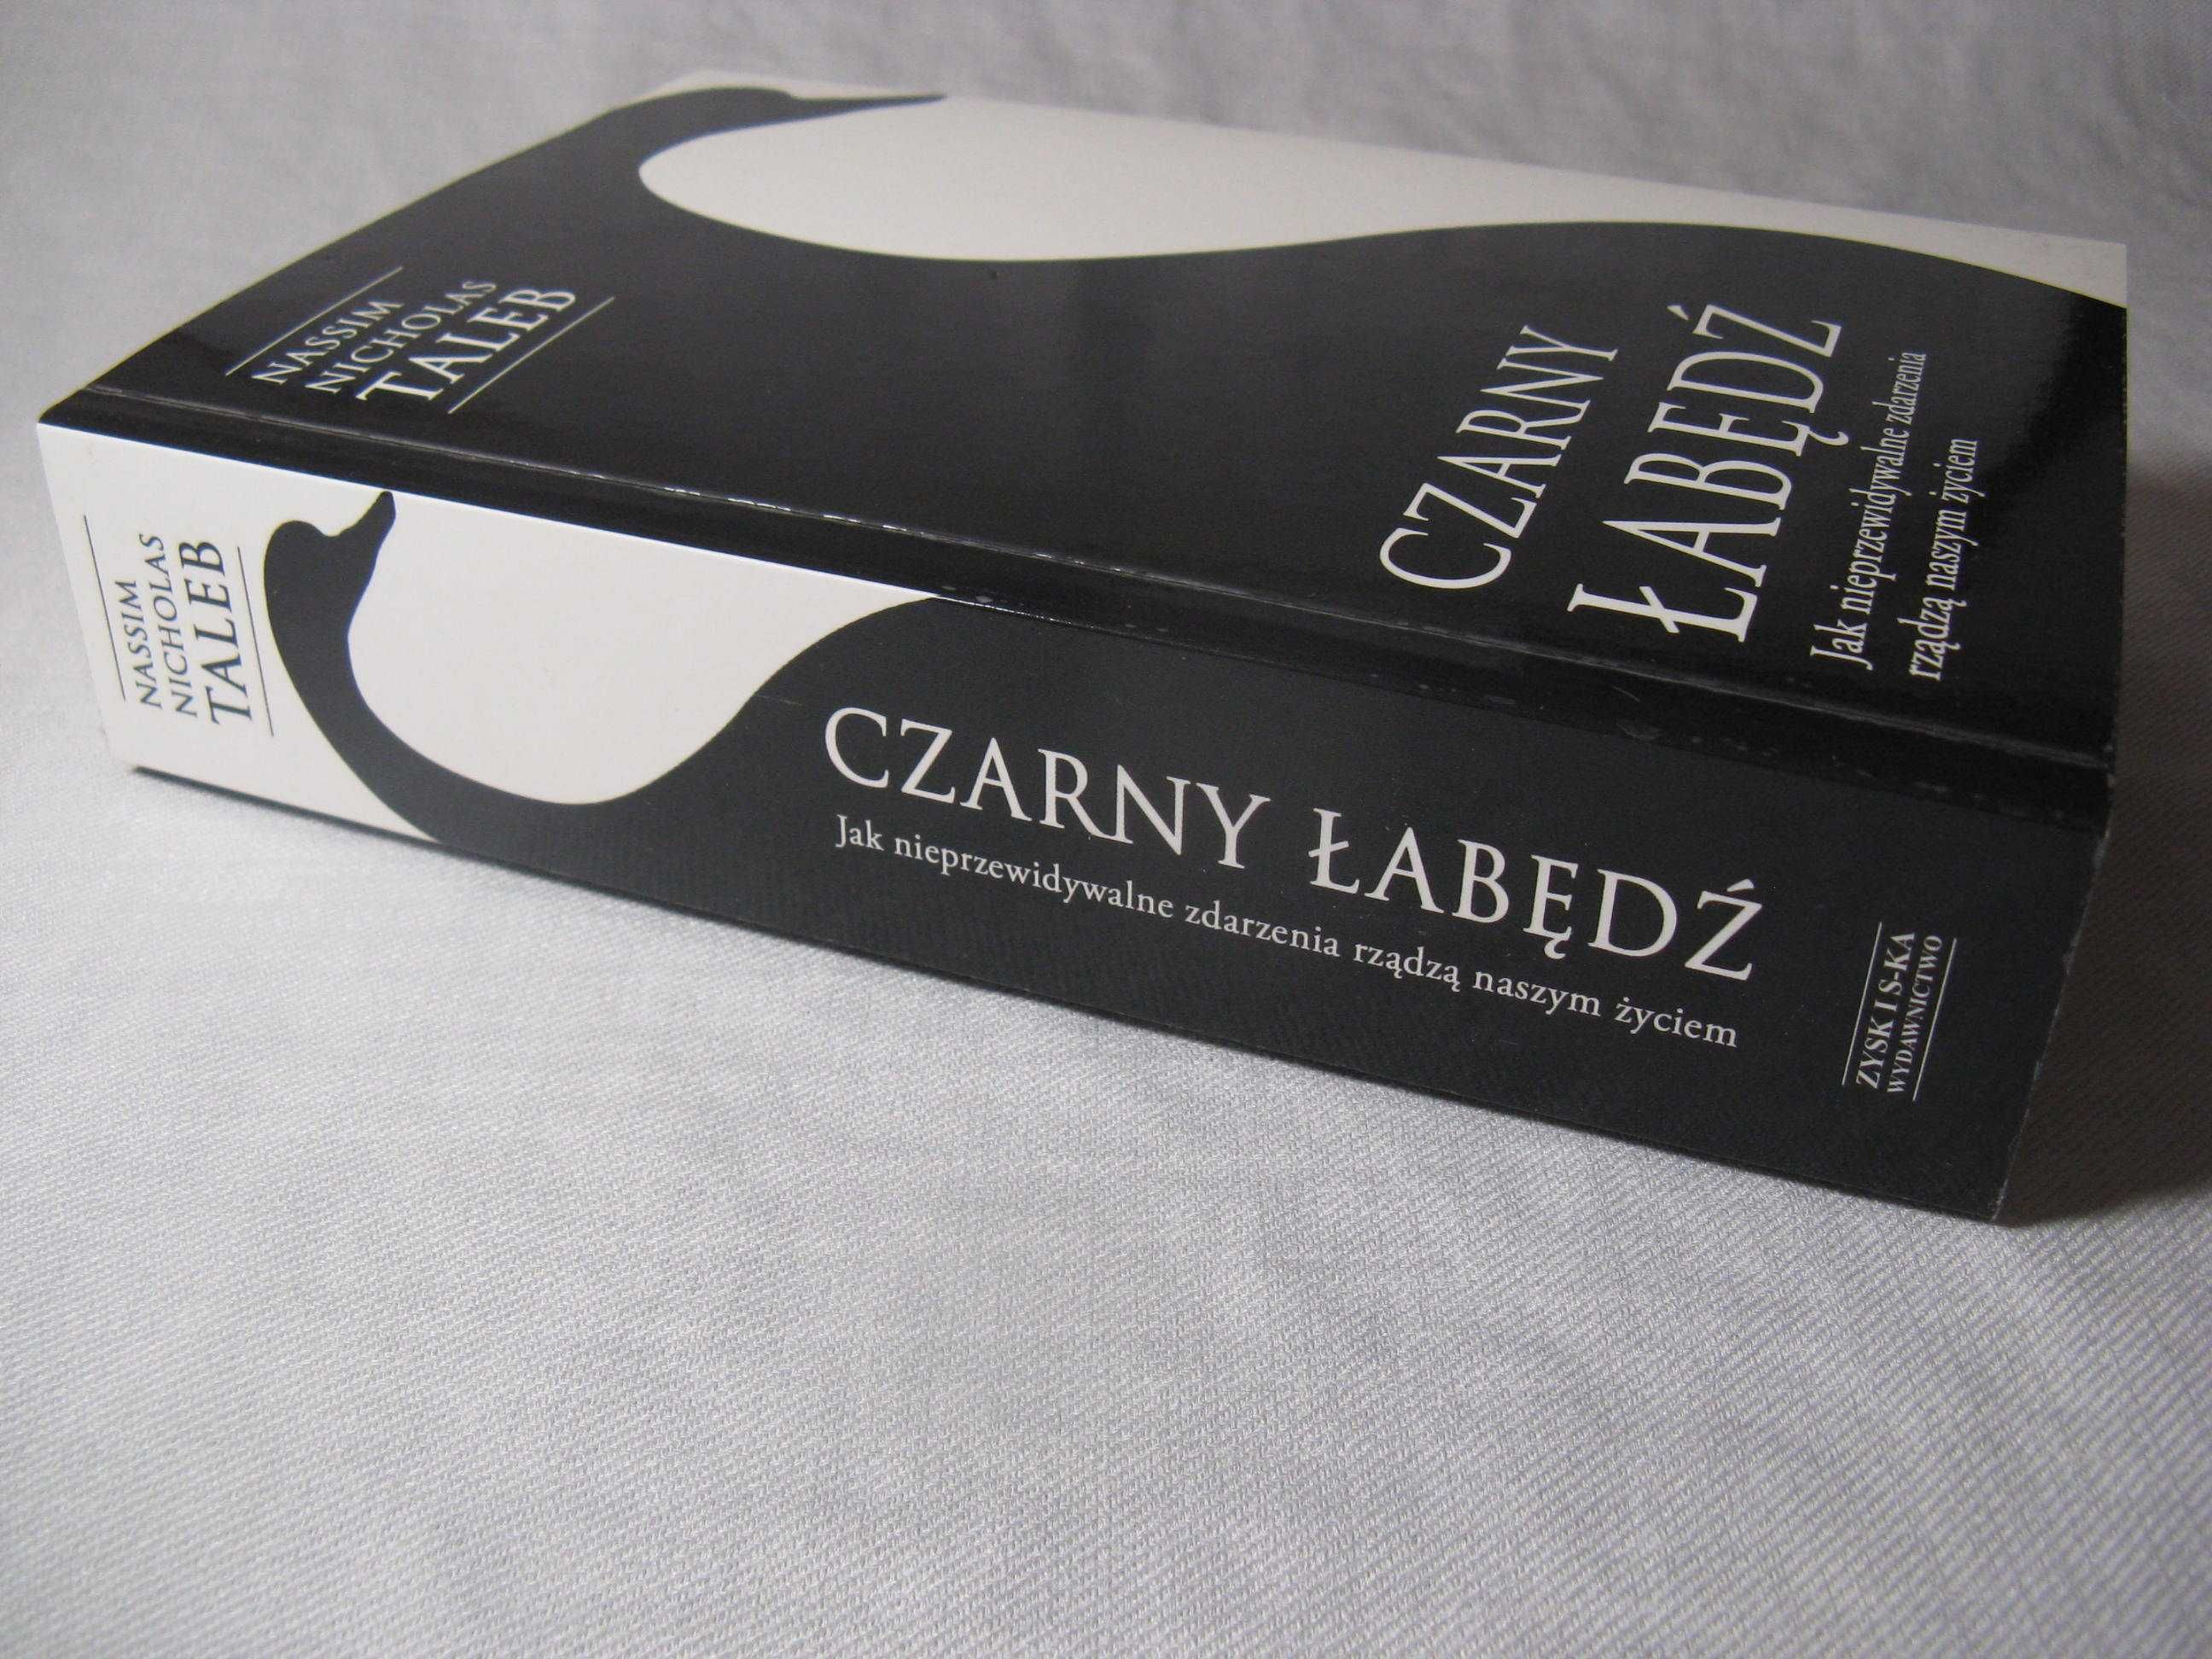 NASSIM
NICHOLAS
TALEB
CZARNY
ŁABĘDŹ
Jak nieprzewidywalne zdarzenia
rządzą naszym życiem
NASSIM
NICHOLAS
TALEB
CZARNY ŁABĘDŹ
Jak nieprzewidywalne zdarzenia rządzą naszym życiem
ZYSK I S-KA
WYDAWNICTWO